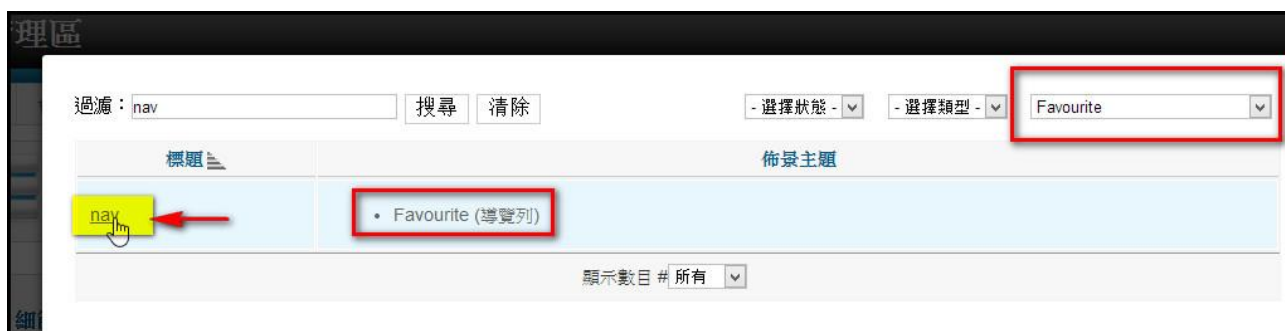 理區
過濾：nav 搜尋 清除 - 選擇狀態 - - 選擇類型 - Favourite
標題 佈景主題
nav • Favourite (導覽列)
顯示數目 # 所有